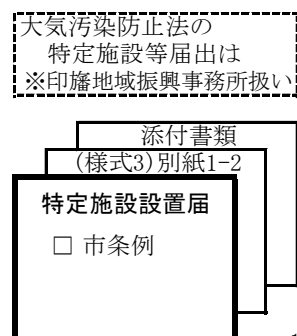 大気汚染防止法の
特定施設等届出は
※印旛地域振興事務所扱い
添付書類
(様式3)別紙1-2
特定施設設置届
□ 市条例